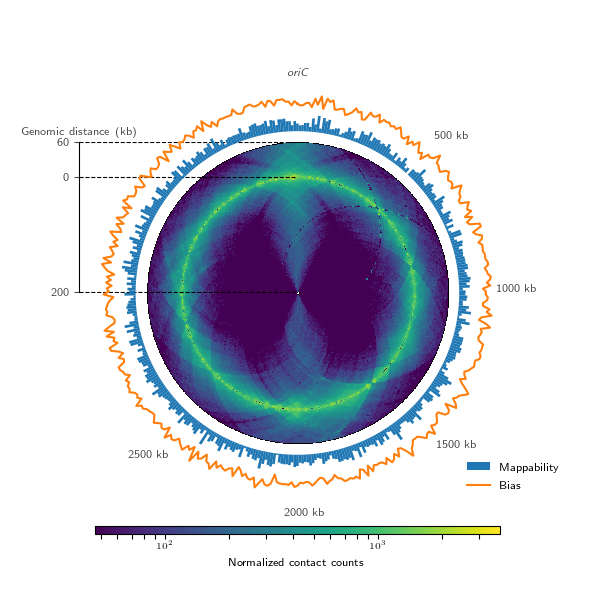 oriC
Genomic distance (kb)
60
0
200
500 kb
1000 kb
1500 kb
2000 kb
2500 kb
Mappability
Bias
10²
10³
Normalized contact counts